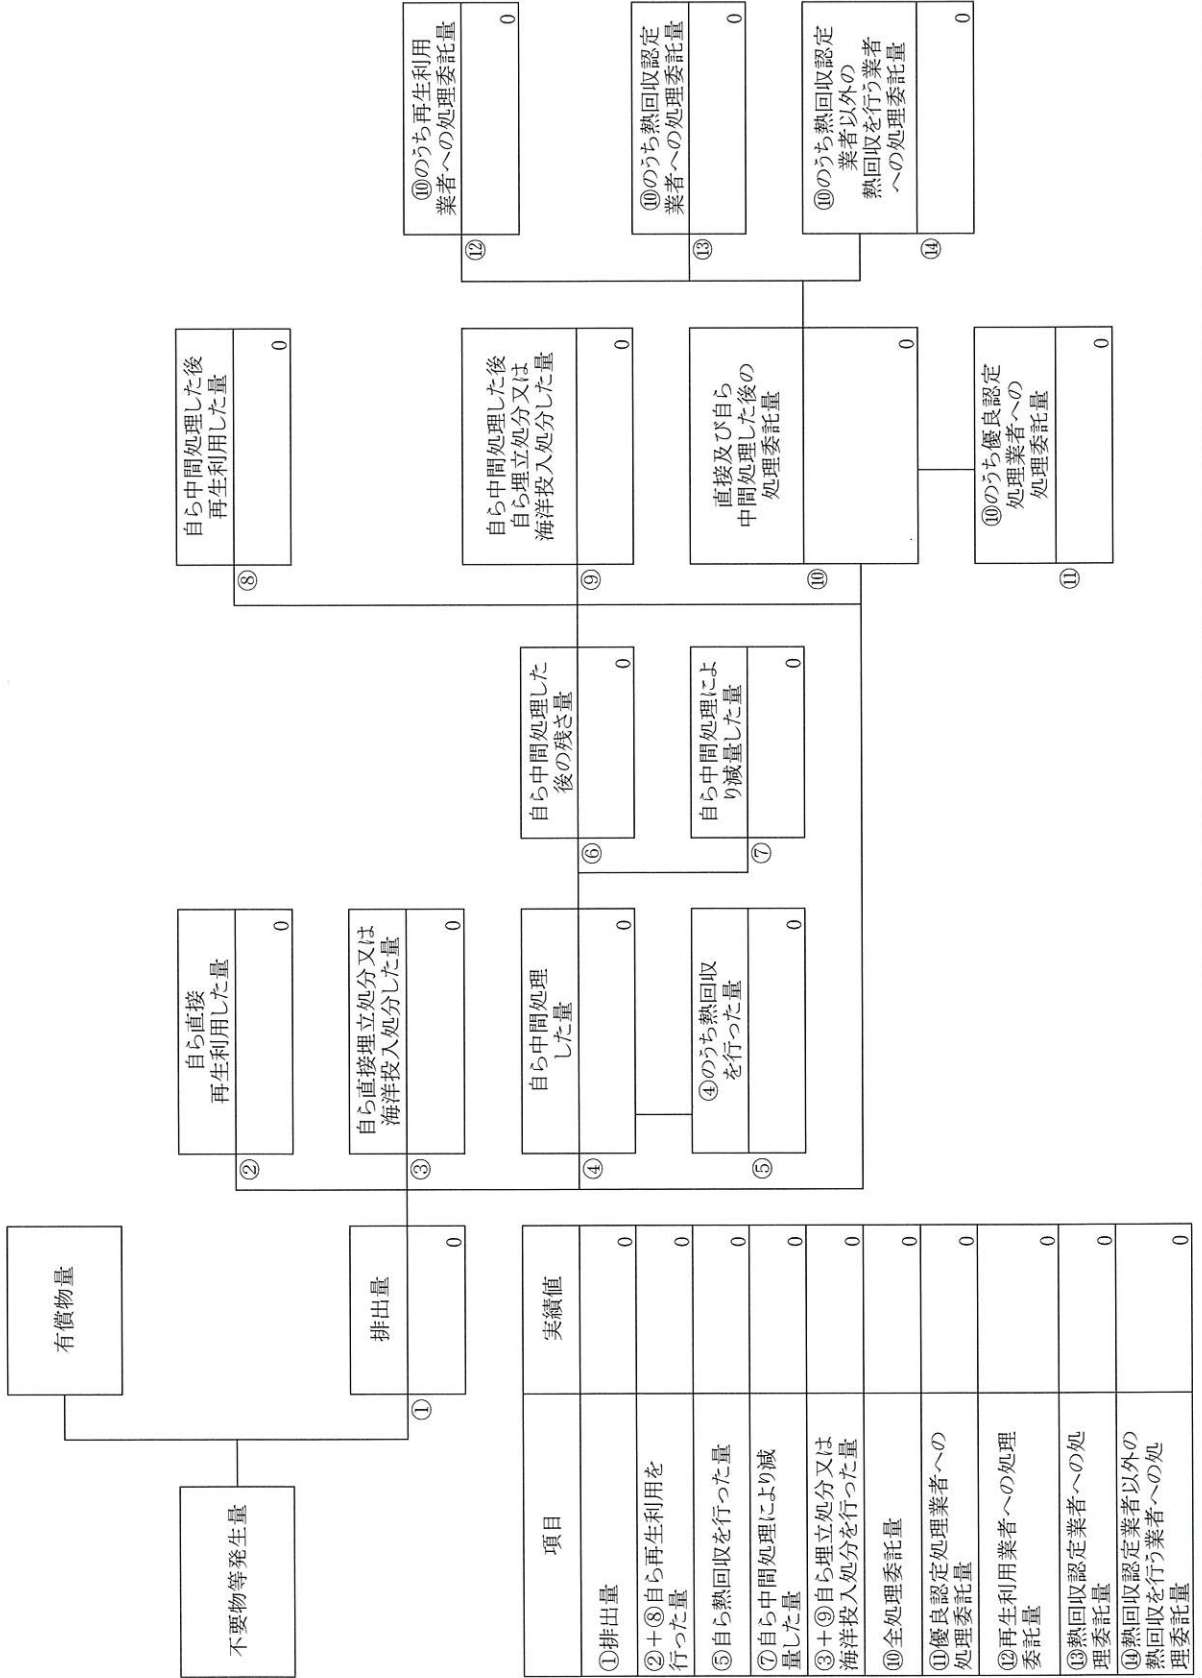 不要物等発生量
有償物量
排出量
①
0
自ら直接
再生利用した量
②
0
自ら直接埋立処分又は
海洋投入処分した量
③
0
自ら中間処理
した量
④
0
④のうち熱回収
を行った量
⑤
0
自ら中間処理した
後の残さ量
⑥
0
自ら中間処理によ
り減量した量
⑦
0
自ら中間処理した後
再生利用した量
⑧
0
自ら中間処理した後
自ら埋立処分又は
海洋投入処分した量
⑨
0
直接及び自ら
中間処理した後の
処理委託量
⑩
0
⑩のうち優良認定
処理業者への
処理委託量
⑪
0
⑩のうち再生利用
業者への処理委託量
⑫
0
⑩のうち熱回収認定
業者への処理委託量
⑬
0
⑩のうち熱回収認定
業者以外の
熱回収を行う業者
への処理委託量
⑭
0
項目 実績値
①排出量 0
②+⑧自ら再生利用を
行った量 0
⑤自ら熱回収を行った量 0
⑦自ら中間処理により減
量した量 0
③+⑨自ら埋立処分又は
海洋投入処分を行った量 0
⑩全処理委託量 0
⑪優良認定処理業者への
処理委託量 0
⑫再生利用業者への処理
委託量 0
⑬熱回収認定業者への処
理委託量 0
⑭熱回収認定業者以外の
熱回収を行う業者への処
理委託量 0